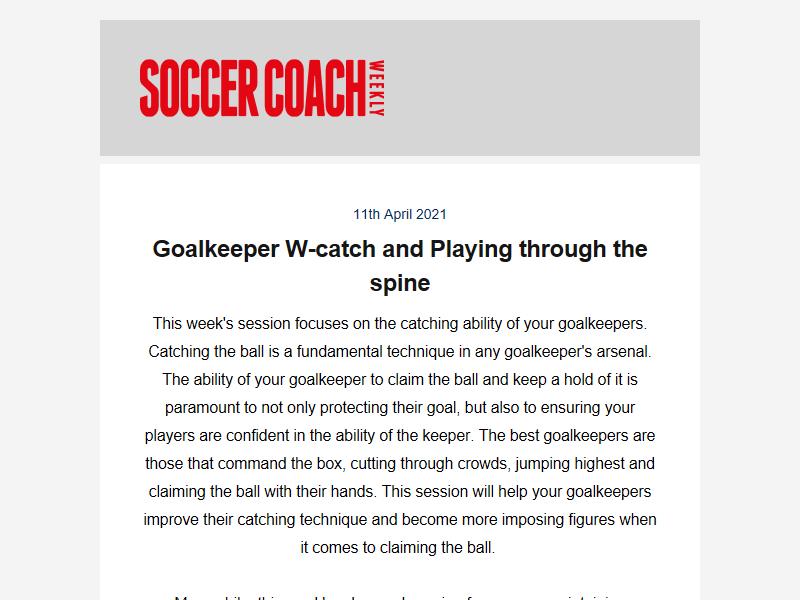 SOCCER COACH WEEKLY
11th April 2021
Goalkeeper W-catch and Playing through the
spine
This week's session focuses on the catching ability of your goalkeepers.
Catching the ball is a fundamental technique in any goalkeeper's arsenal.
The ability of your goalkeeper to claim the ball and keep a hold of it is
paramount to not only protecting their goal, but also to ensuring your
players are confident in the ability of the keeper. The best goalkeepers are
those that command the box, cutting through crowds, jumping highest and
claiming the ball with their hands. This session will help your goalkeepers
improve their catching technique and become more imposing figures when
it comes to claiming the ball.